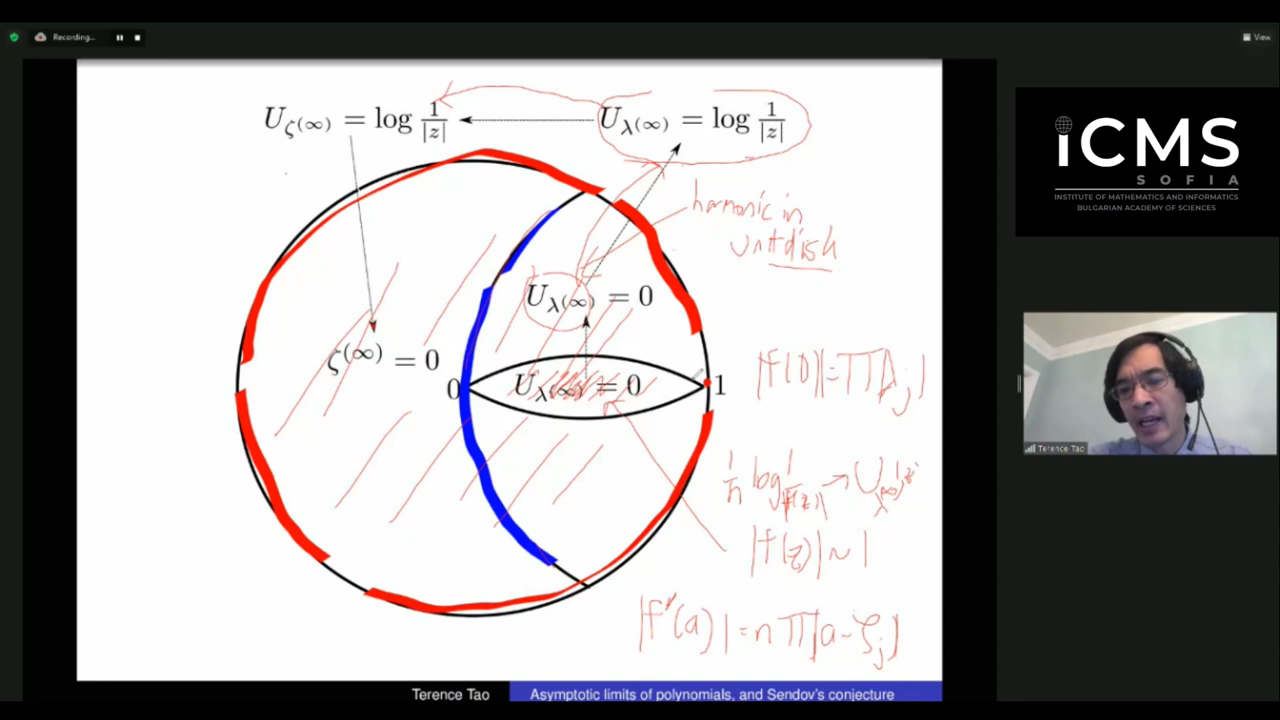 Recording...
View
U_{ζ^{(∞)}} = log 1/|z|
U_{λ^{(∞)}} = log 1/|z|
harmonic in
unit disk
U_{λ^{(∞)}} = 0
ζ^{(∞)} = 0
0
U_{λ^{(∞)}} = 0
1
|f(0)| = ∏|λ_j|
1/n log 1/|f(z)| → U_{λ^{(∞)}}(z)
|f(z)| ~ 1
|f'(a)| = n ∏|a - ζ_j|
Terence Tao
Asymptotic limits of polynomials, and Sendov's conjecture
iCMS
SOFIA
INSTITUTE OF MATHEMATICS AND INFORMATICS
BULGARIAN ACADEMY OF SCIENCES
Terence Tao